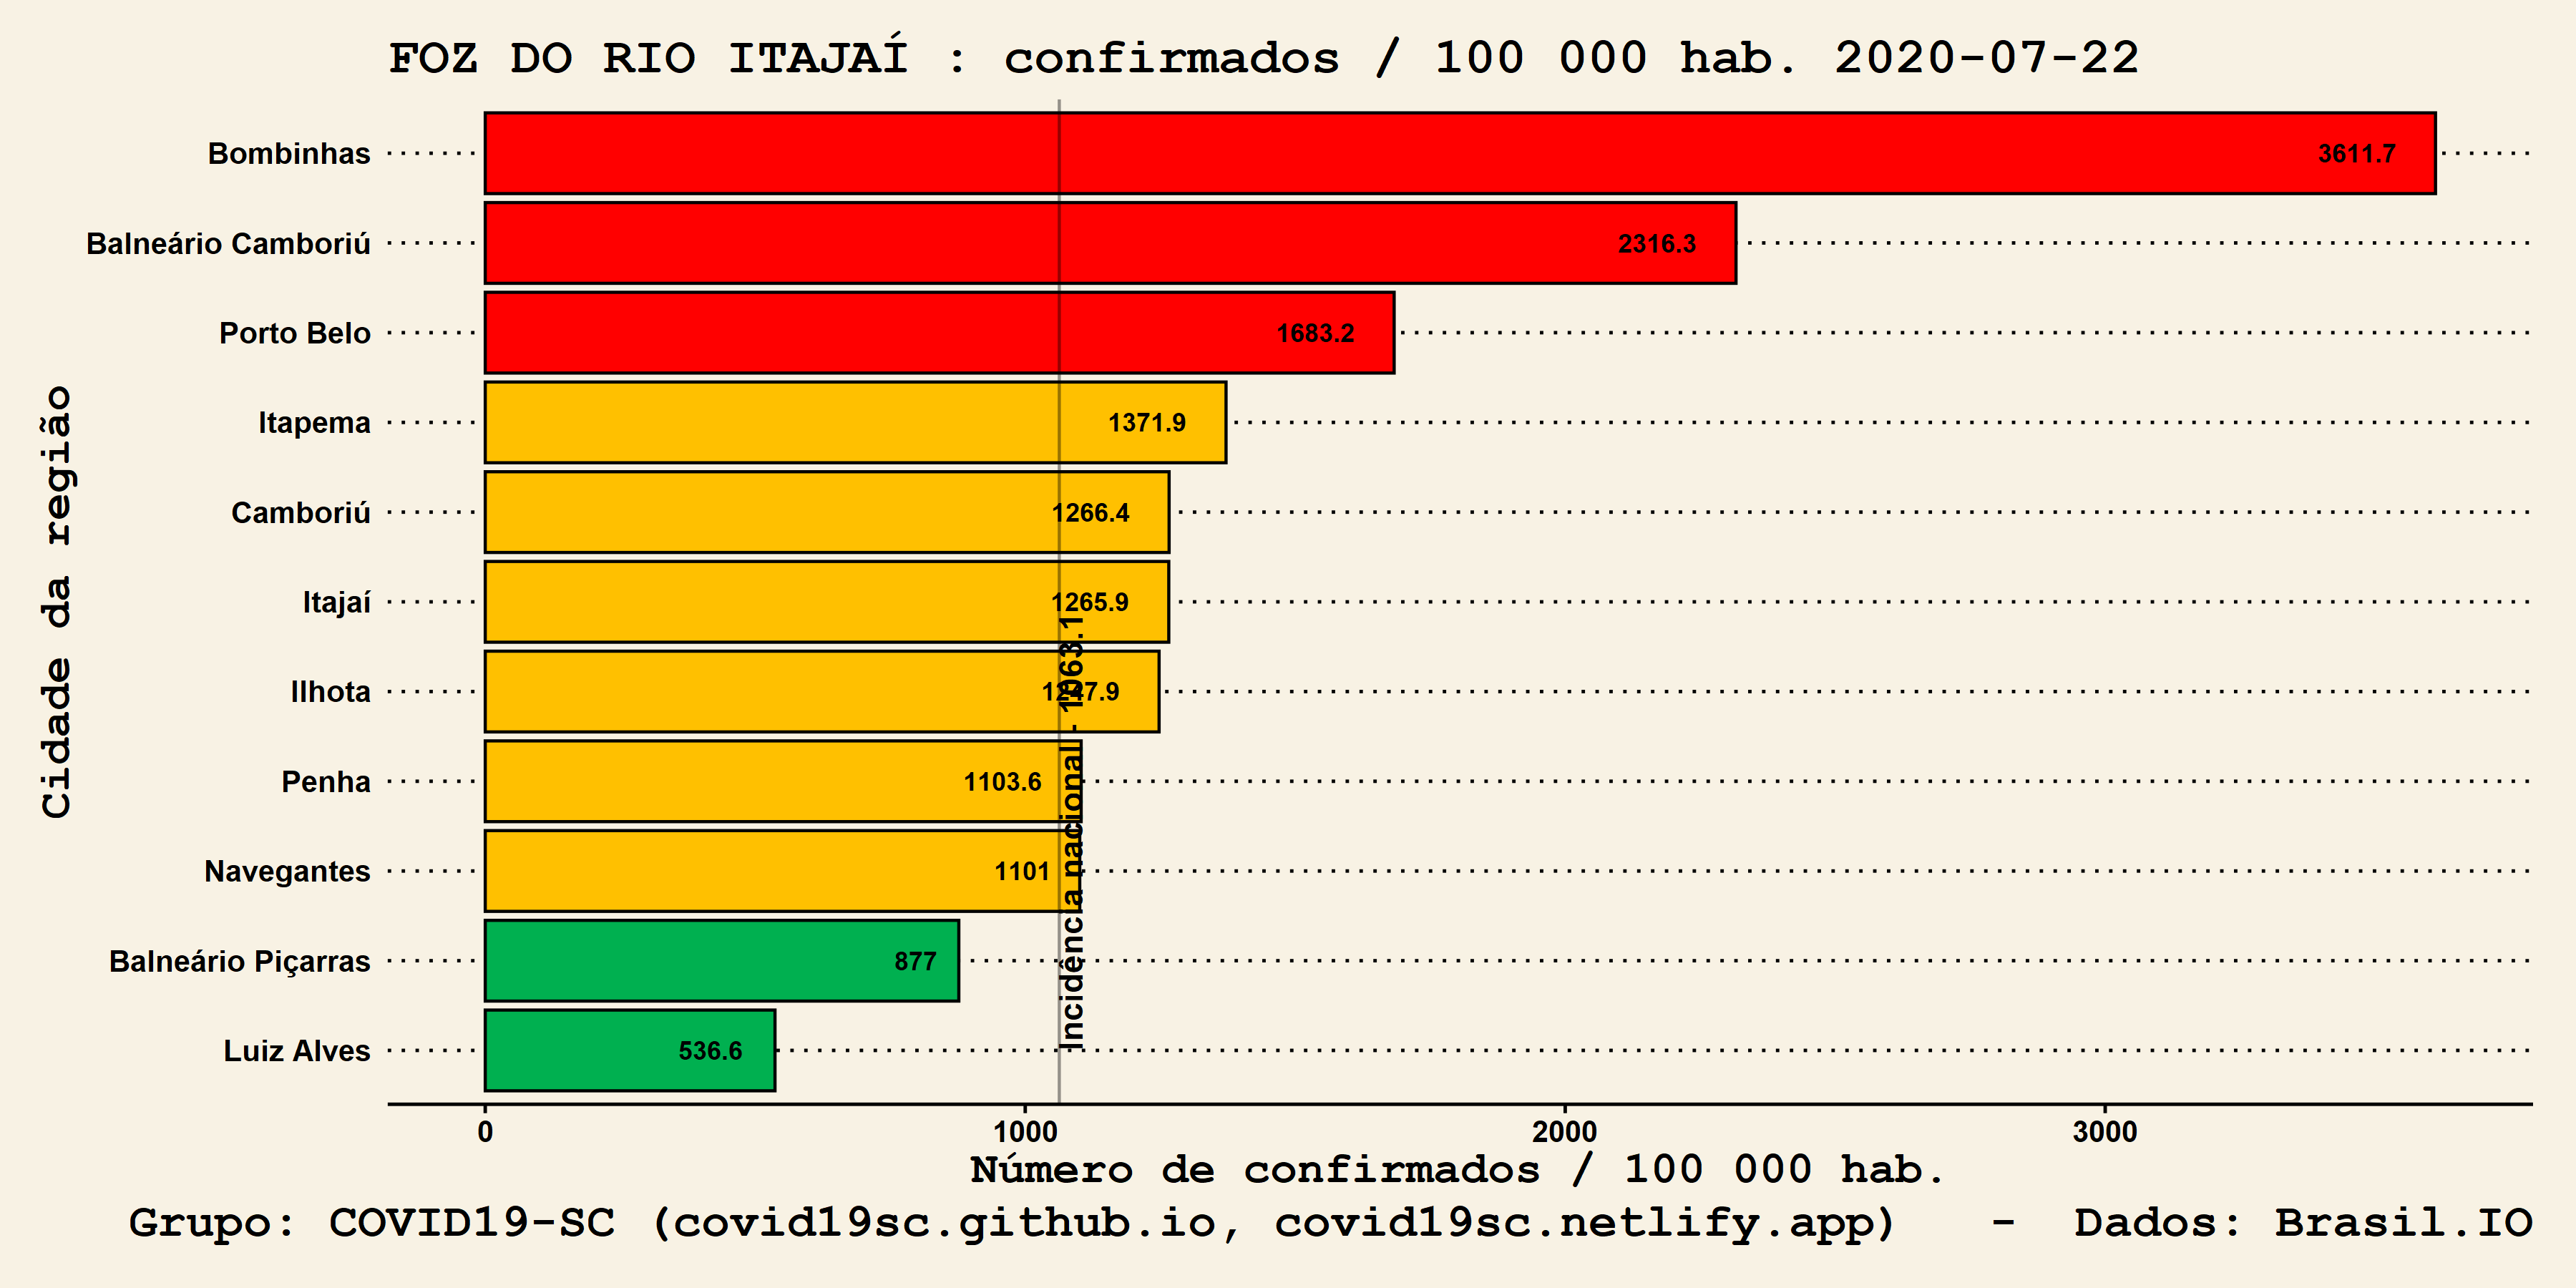 FOZ DO RIO ITAJAÍ : confirmados / 100 000 hab. 2020-07-22
Cidade da região
Bombinhas 3611.7
Balneário Camboriú 2316.3
Porto Belo 1683.2
Itapema 1371.9
Camboriú 1266.4
Itajaí 1265.9
Ilhota 1247.9
Penha 1103.6
Navegantes 1101
Balneário Piçarras 877
Luiz Alves 536.6
Incidência nacional - 1063.1
0 1000 2000 3000
Número de confirmados / 100 000 hab.
Grupo: COVID19-SC (covid19sc.github.io, covid19sc.netlify.app) - Dados: Brasil.IO